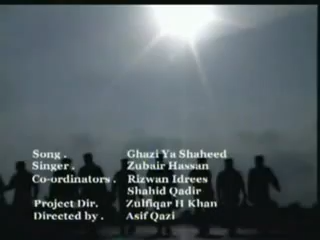 Song . Ghazi Ya Shaheed
Singer . Zubair Hassan
Co-ordinators . Rizwan Idrees
Shahid Qadir
Project Dir. Zulfiqar H Khan
Directed by . Asif Qazi